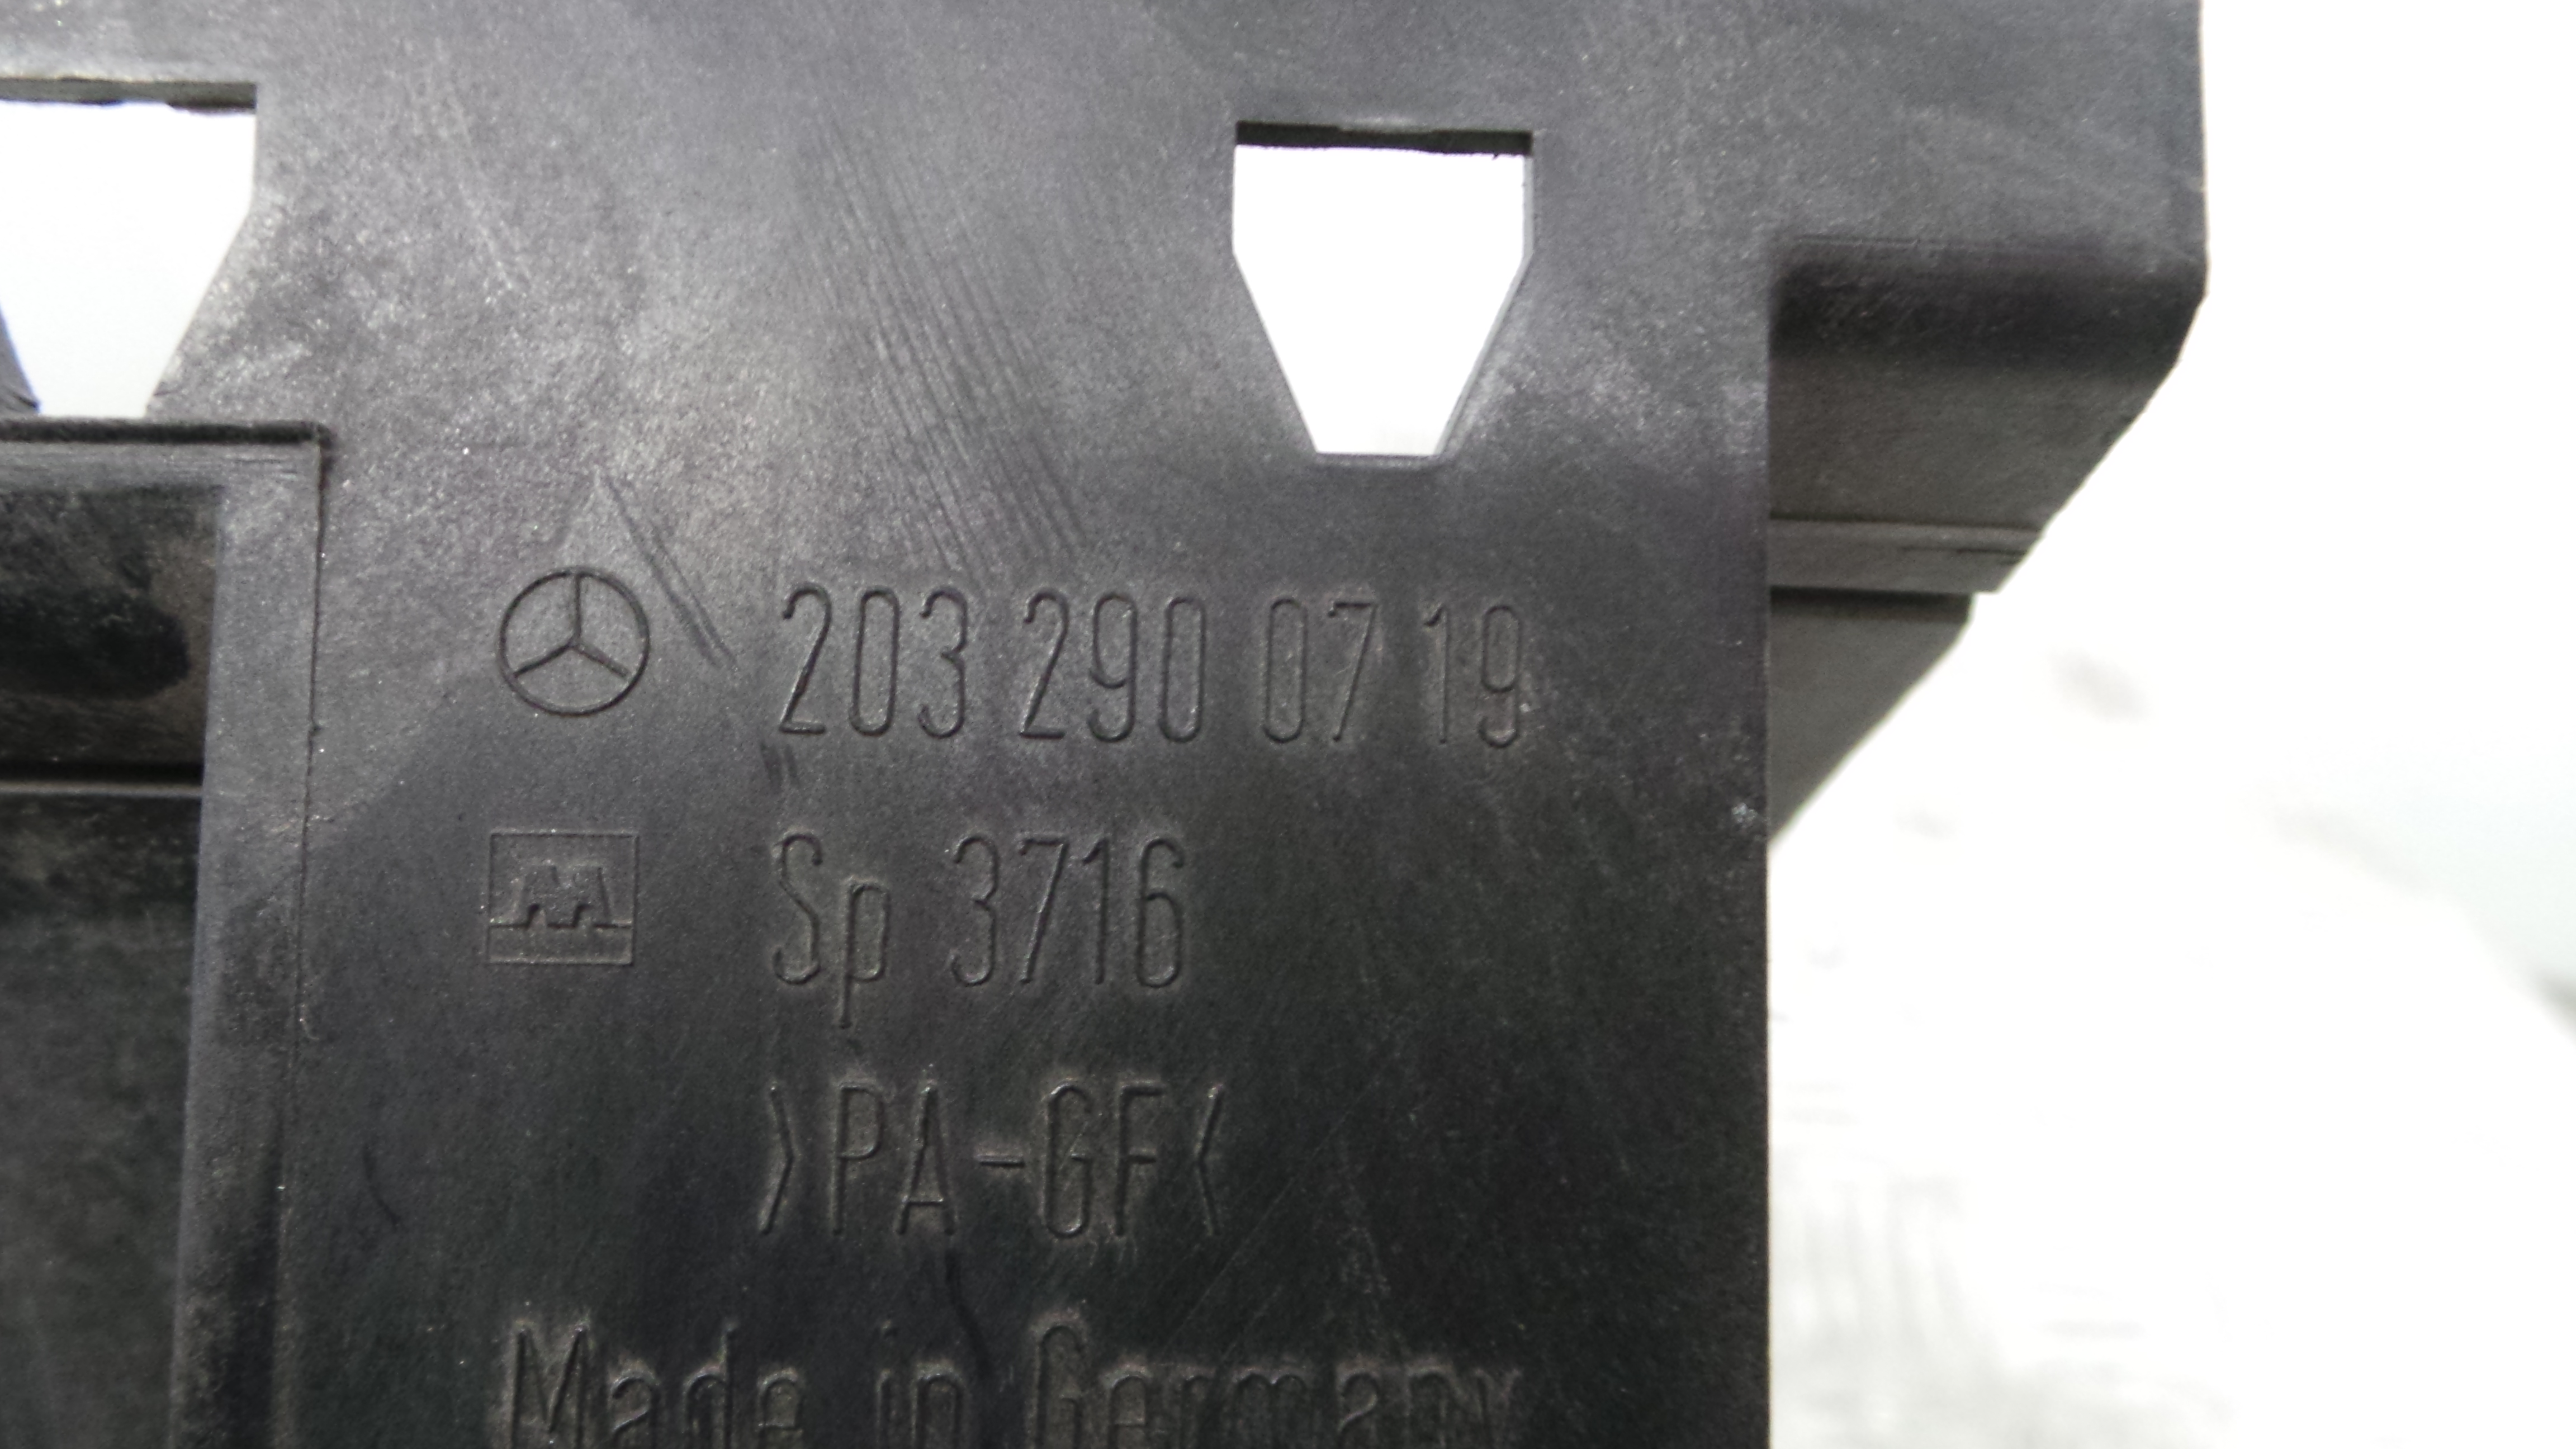 203 290 07 19
Sp 3716
>PA-GF<
Made in Germany